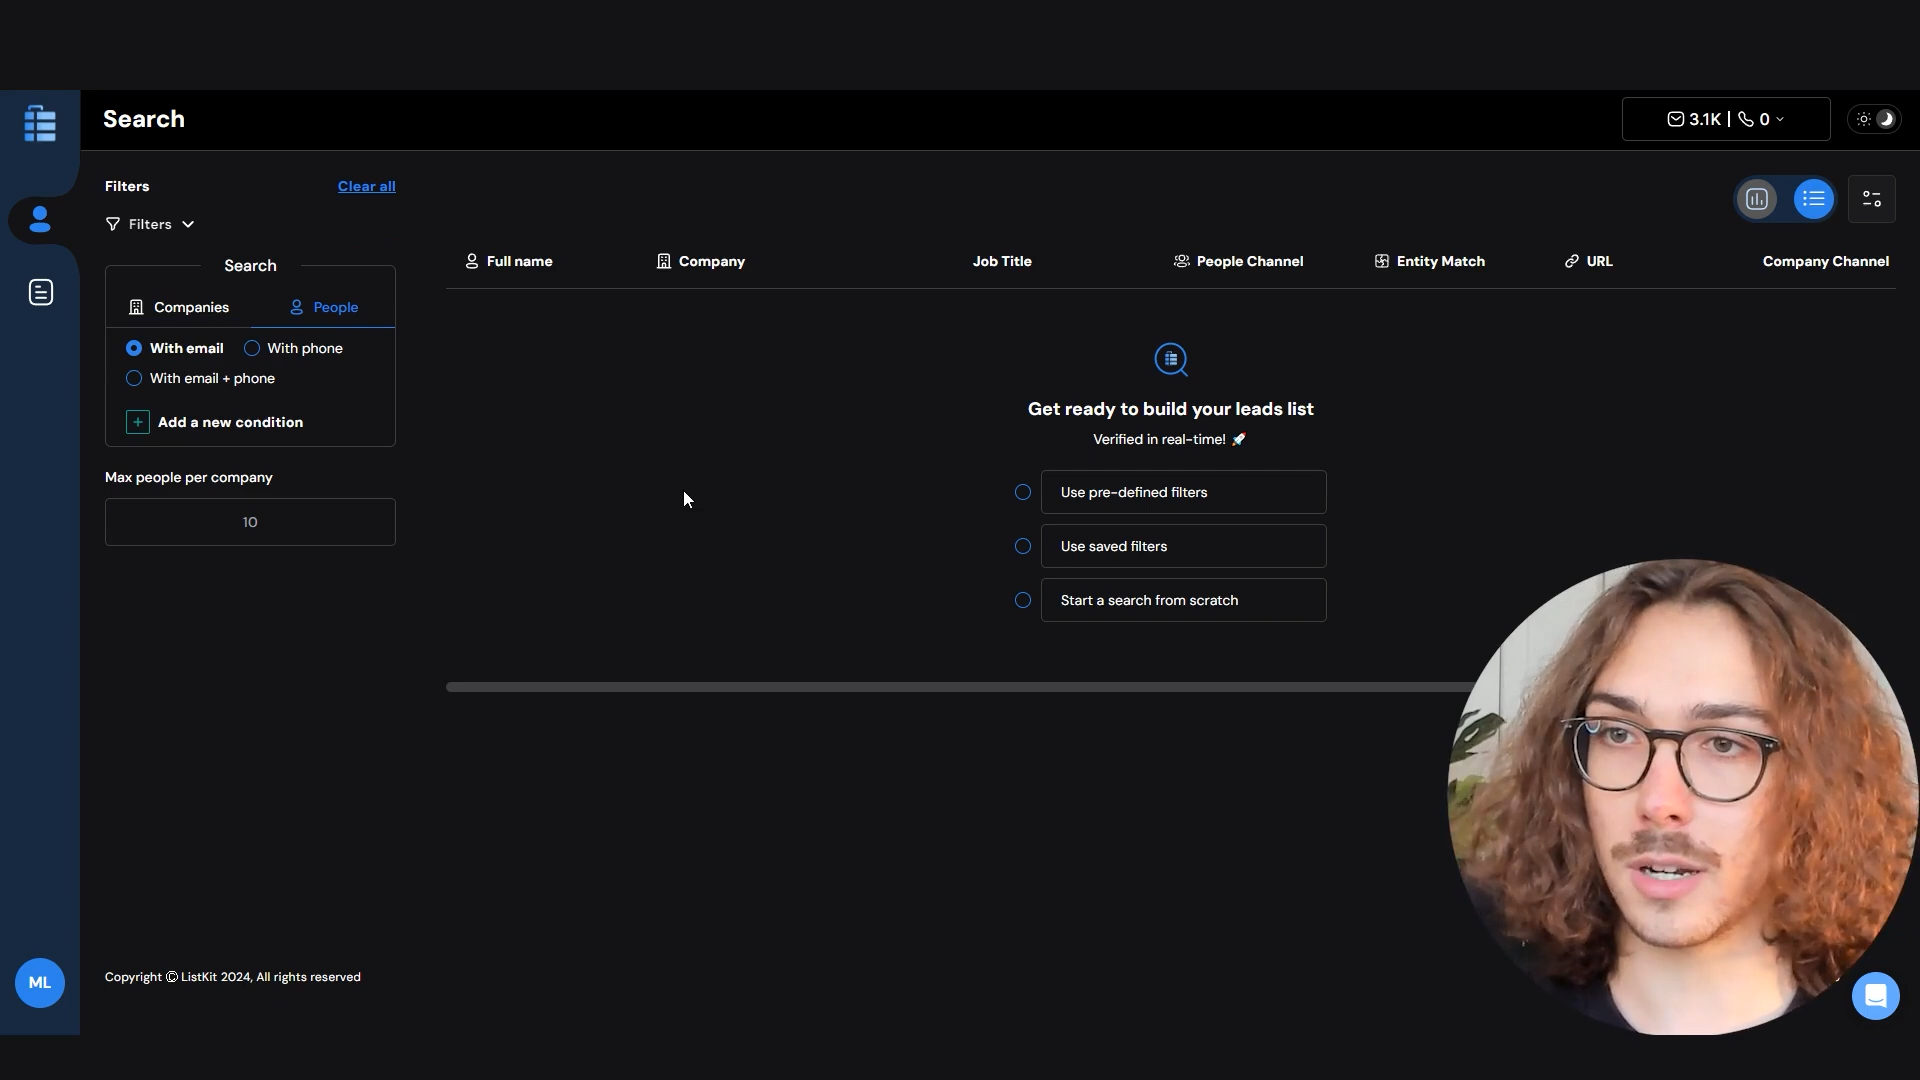 Search
3.1K | 0
Filters
Clear all
Filters
Search
Companies
People
With email
With phone
With email + phone
Add a new condition
Max people per company
10
Full name
Company
Job Title
People Channel
Entity Match
URL
Company Channel
Get ready to build your leads list
Verified in real-time! 🚀
Use pre-defined filters
Use saved filters
Start a search from scratch
ML
Copyright © ListKit 2024, All rights reserved